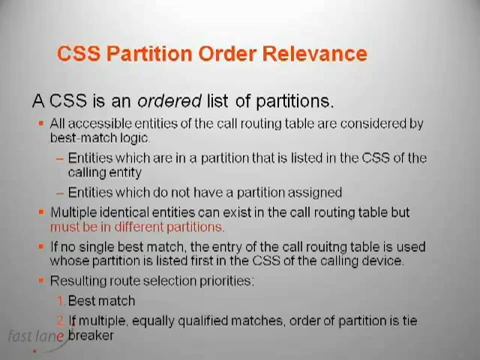 CSS Partition Order Relevance
A CSS is an ordered list of partitions.
All accessible entities of the call routing table are considered by
best-match logic.
– Entities which are in a partition that is listed in the CSS of the
calling entity
– Entities which do not have a partition assigned
Multiple identical entities can exist in the call routing table but
must be in different partitions.
If no single best match, the entry of the call rouitng table is used
whose partition is listed first in the CSS of the calling device.
Resulting route selection priorities:
1. Best match
2. If multiple, equally qualified matches, order of partition is tie
breaker
fast lane